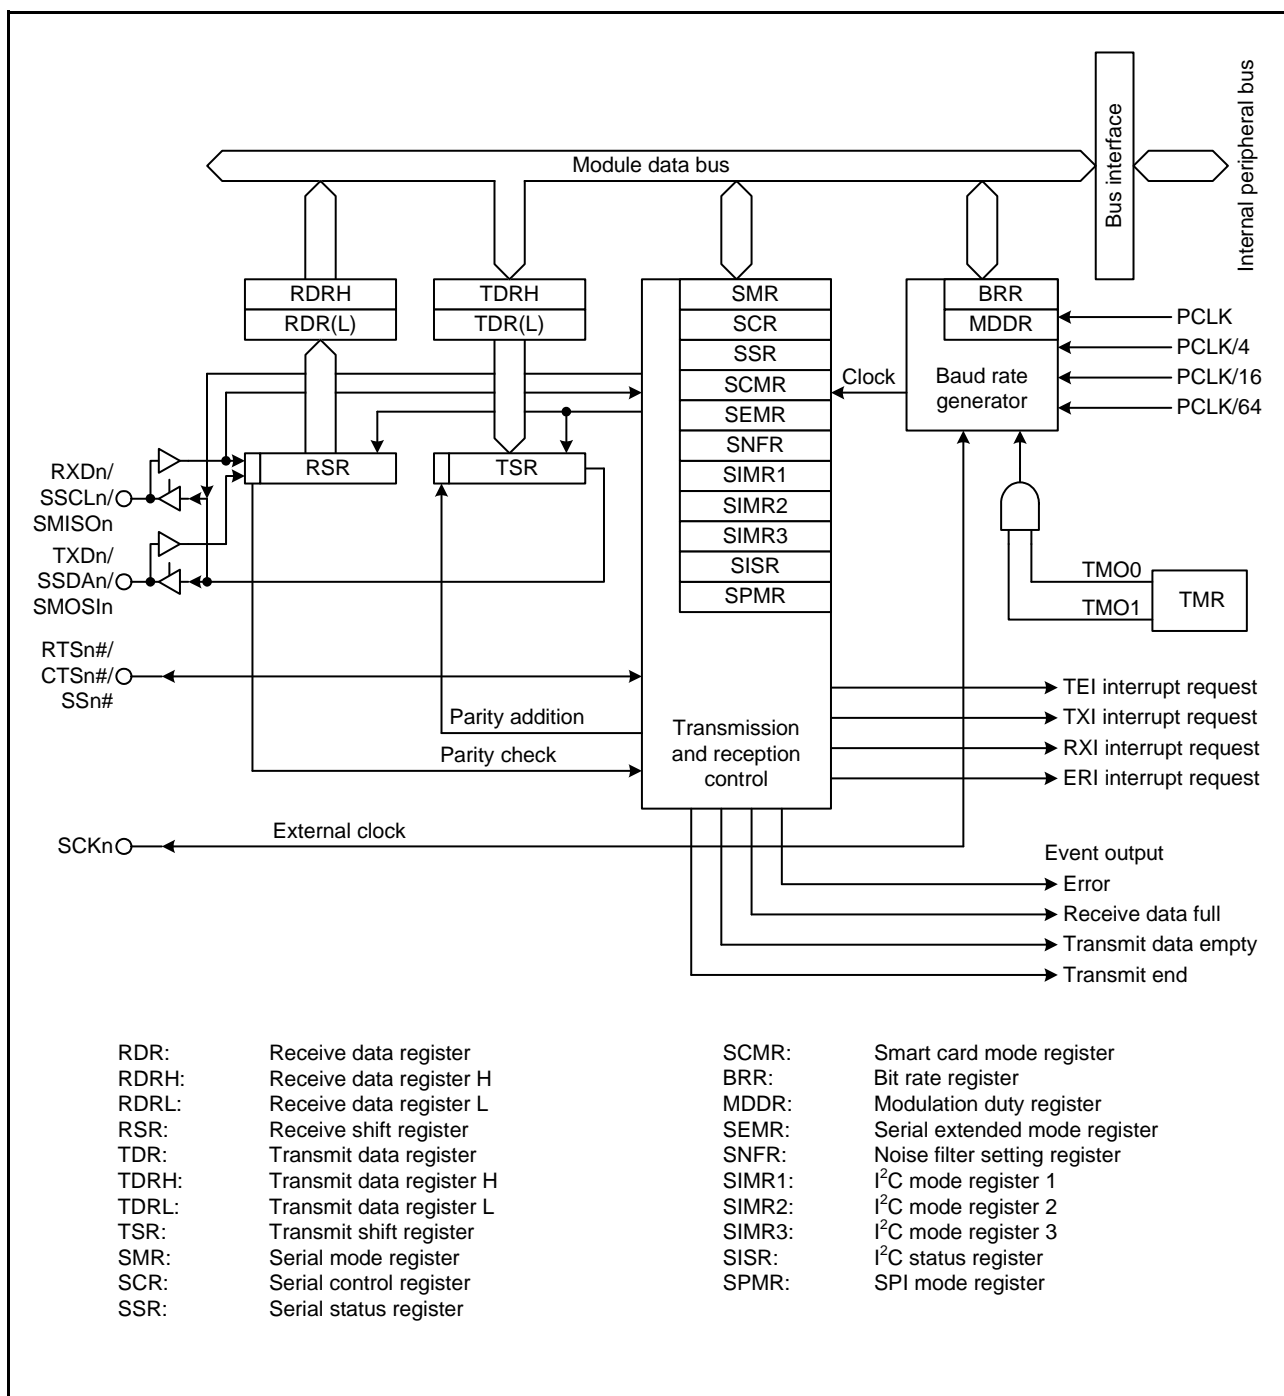 Module data bus
Bus interface
Internal peripheral bus
RDRH
RDR(L)
TDRH
TDR(L)
SMR
SCR
SSR
SCMR
SEMR
SNFR
SIMR1
SIMR2
SIMR3
SISR
SPMR
Transmission
and reception
control
BRR
MDDR
Baud rate
generator
Clock
PCLK
PCLK/4
PCLK/16
PCLK/64
RSR
TSR
RXDn/
SSCLn/
SMISOn
TXDn/
SSDAn/
SMOSIn
TMO0
TMO1
TMR
RTSn#/
CTSn#/
SSn#
Parity addition
Parity check
TEI interrupt request
TXI interrupt request
RXI interrupt request
ERI interrupt request
SCKn
External clock
Event output
Error
Receive data full
Transmit data empty
Transmit end
RDR: Receive data register
RDRH: Receive data register H
RDRL: Receive data register L
RSR: Receive shift register
TDR: Transmit data register
TDRH: Transmit data register H
TDRL: Transmit data register L
TSR: Transmit shift register
SMR: Serial mode register
SCR: Serial control register
SSR: Serial status register
SCMR: Smart card mode register
BRR: Bit rate register
MDDR: Modulation duty register
SEMR: Serial extended mode register
SNFR: Noise filter setting register
SIMR1: I²C mode register 1
SIMR2: I²C mode register 2
SIMR3: I²C mode register 3
SISR: I²C status register
SPMR: SPI mode register